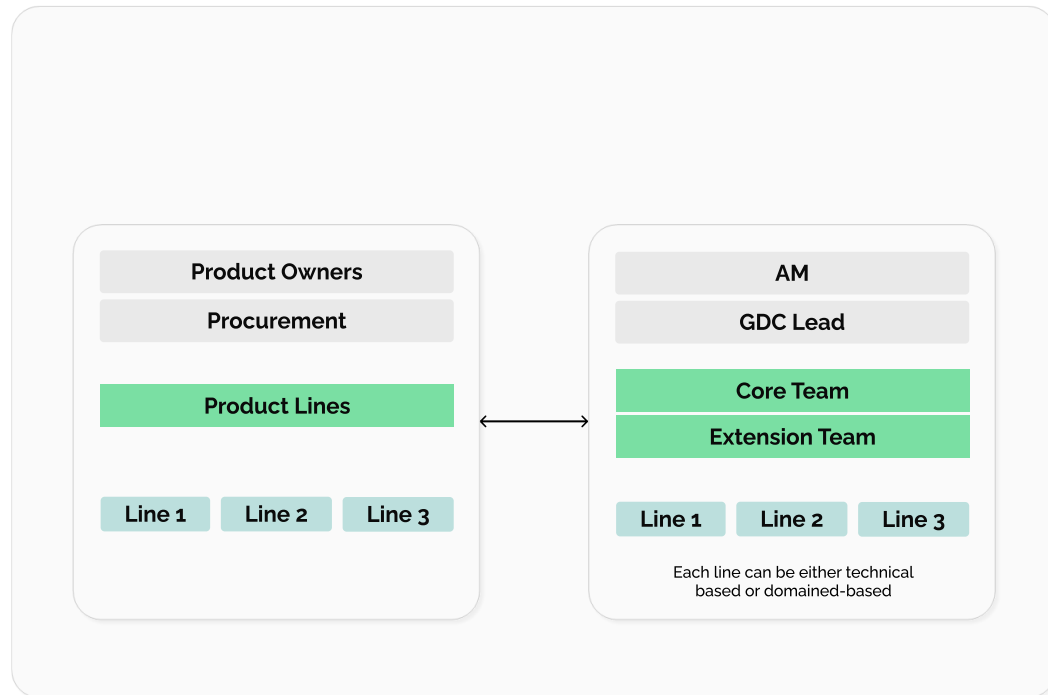 Product Owners
Procurement
Product Lines
Line 1
Line 2
Line 3
AM
GDC Lead
Core Team
Extension Team
Line 1
Line 2
Line 3
Each line can be either technical
based or domained-based